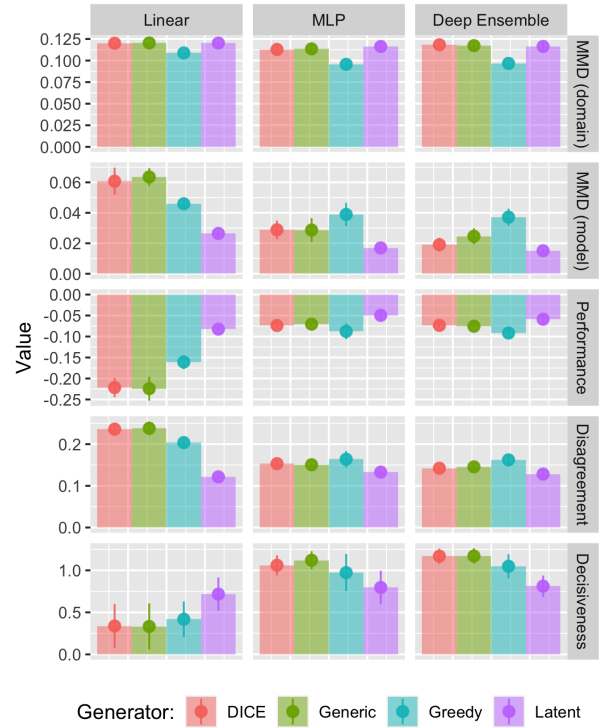 Linear MLP Deep Ensemble
0.125
0.100
0.075
0.050
0.025
0.000
MMD (domain)
0.06
0.04
0.02
0.00
MMD (model)
0.00
-0.05
-0.10
-0.15
-0.20
-0.25
Performance
Value
0.2
0.1
0.0
Disagreement
1.0
0.5
0.0
Decisiveness
Generator: DICE Generic Greedy Latent